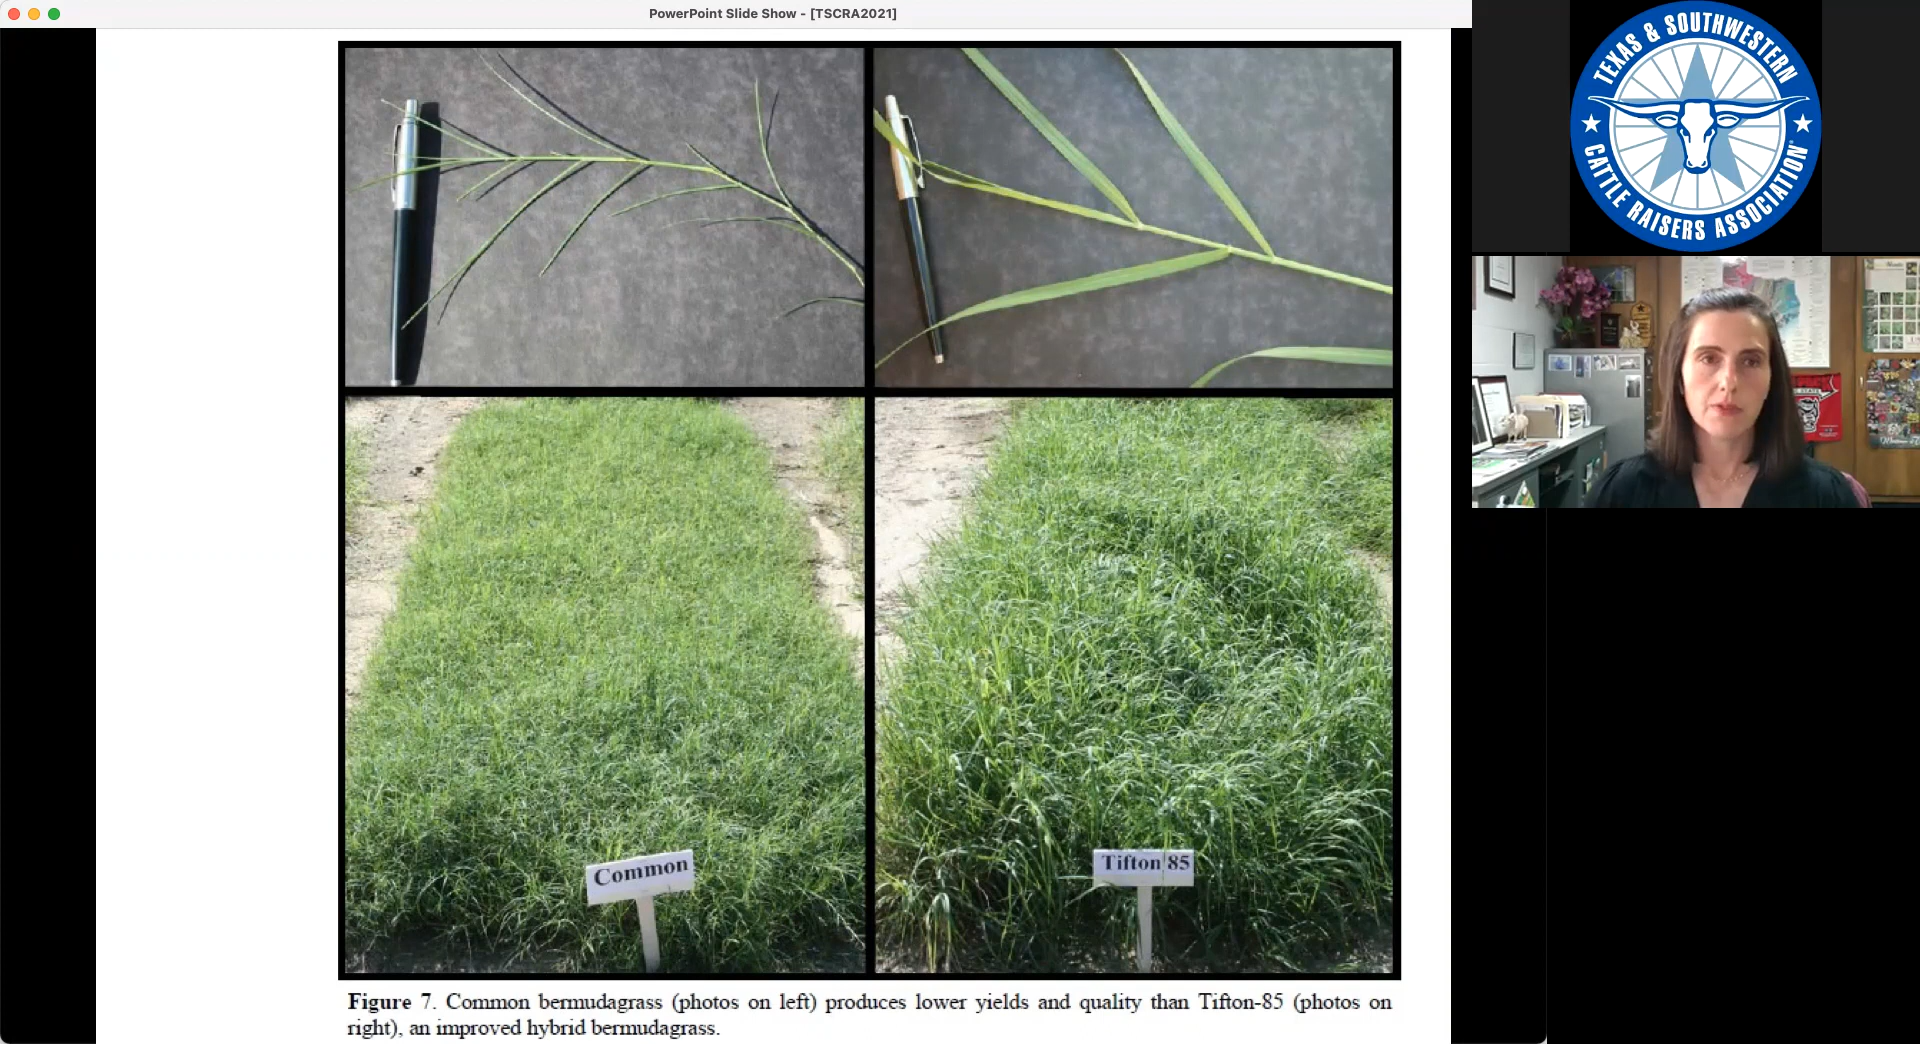 PowerPoint Slide Show - [TSCRA2021]
TEXAS & SOUTHWESTERN
CATTLE RAISERS ASSOCIATION
Common
Tifton 85
Figure 7. Common bermudagrass (photos on left) produces lower yields and quality than Tifton-85 (photos on
right), an improved hybrid bermudagrass.